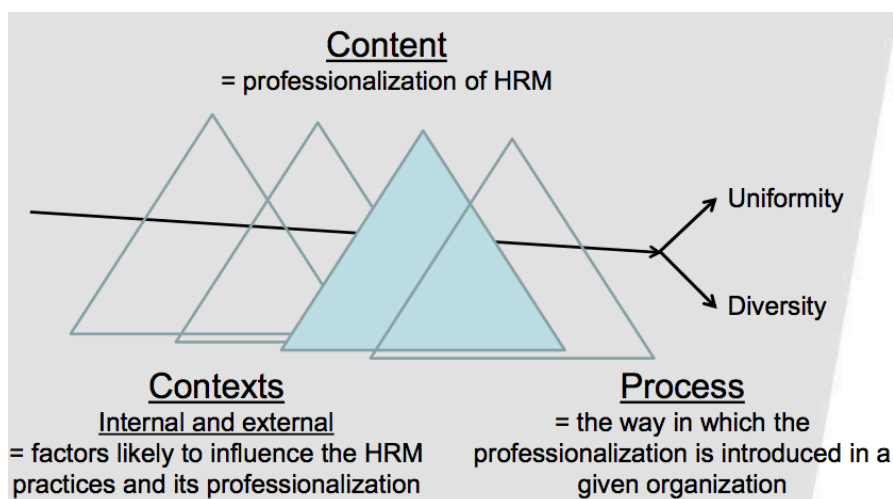 Content
= professionalization of HRM
Uniformity
Diversity
Contexts
Internal and external
= factors likely to influence the HRM
practices and its professionalization
Process
= the way in which the
professionalization is introduced in a
given organization